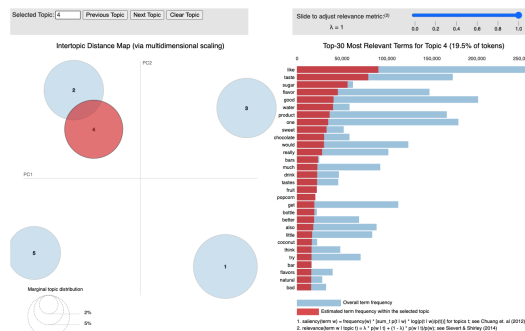 Selected Topic: 4 Previous Topic Next Topic Clear Topic
Slide to adjust relevance metric:(2)
λ = 1
0.0 0.2 0.4 0.6 0.8 1.0
Intertopic Distance Map (via multidimensional scaling)
PC2
PC1
2
4
3
5
1
Marginal topic distribution
2%
5%
Top-30 Most Relevant Terms for Topic 4 (19.5% of tokens)
0 50,000 100,000 150,000 200,000 250,000
like
taste
sugar
flavor
good
water
product
one
sweet
chocolate
would
really
bars
much
drink
tastes
fruit
popcorn
get
bottle
better
also
little
coconut
think
try
bar
flavors
natural
bad
Overall term frequency
Estimated term frequency within the selected topic
1. saliency(term w) = frequency(w) * [sum_t p(t | w) * log(p(t | w)/p(t))] for topics t; see Chuang et. al (2012)
2. relevance(term w | topic t) = λ * p(w | t) + (1 - λ) * p(w | t)/p(w); see Sievert & Shirley (2014)